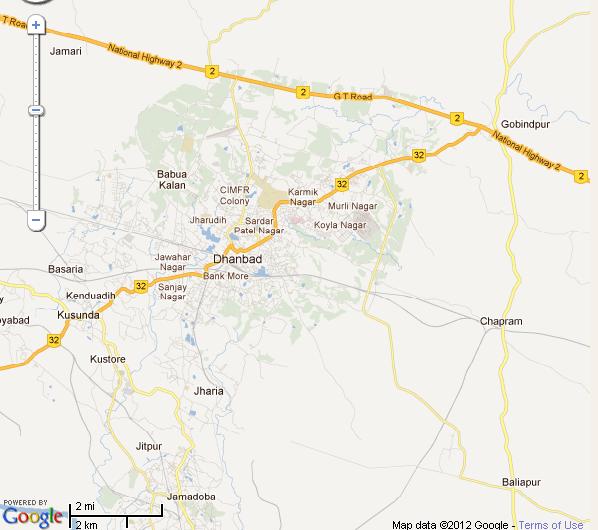 T Road
Jamari
National Highway 2
2
2
G T Road
2
Gobindpur
National Highway 2
2
32
Babua
Kalan
CIMFR
Colony
Karmik
Nagar
32
Murli Nagar
Jharudih
Sardar
Patel Nagar
Koyla Nagar
Jawahar
Nagar
Dhanbad
Basaria
Bank More
Sanjay
Nagar
32
Kenduadih
Kusunda
oyabad
32
Chapram
Kustore
Jharia
Jitpur
Jamadoba
Baliapur
POWERED BY
Google
2 mi
2 km
Map data ©2012 Google - Terms of Use